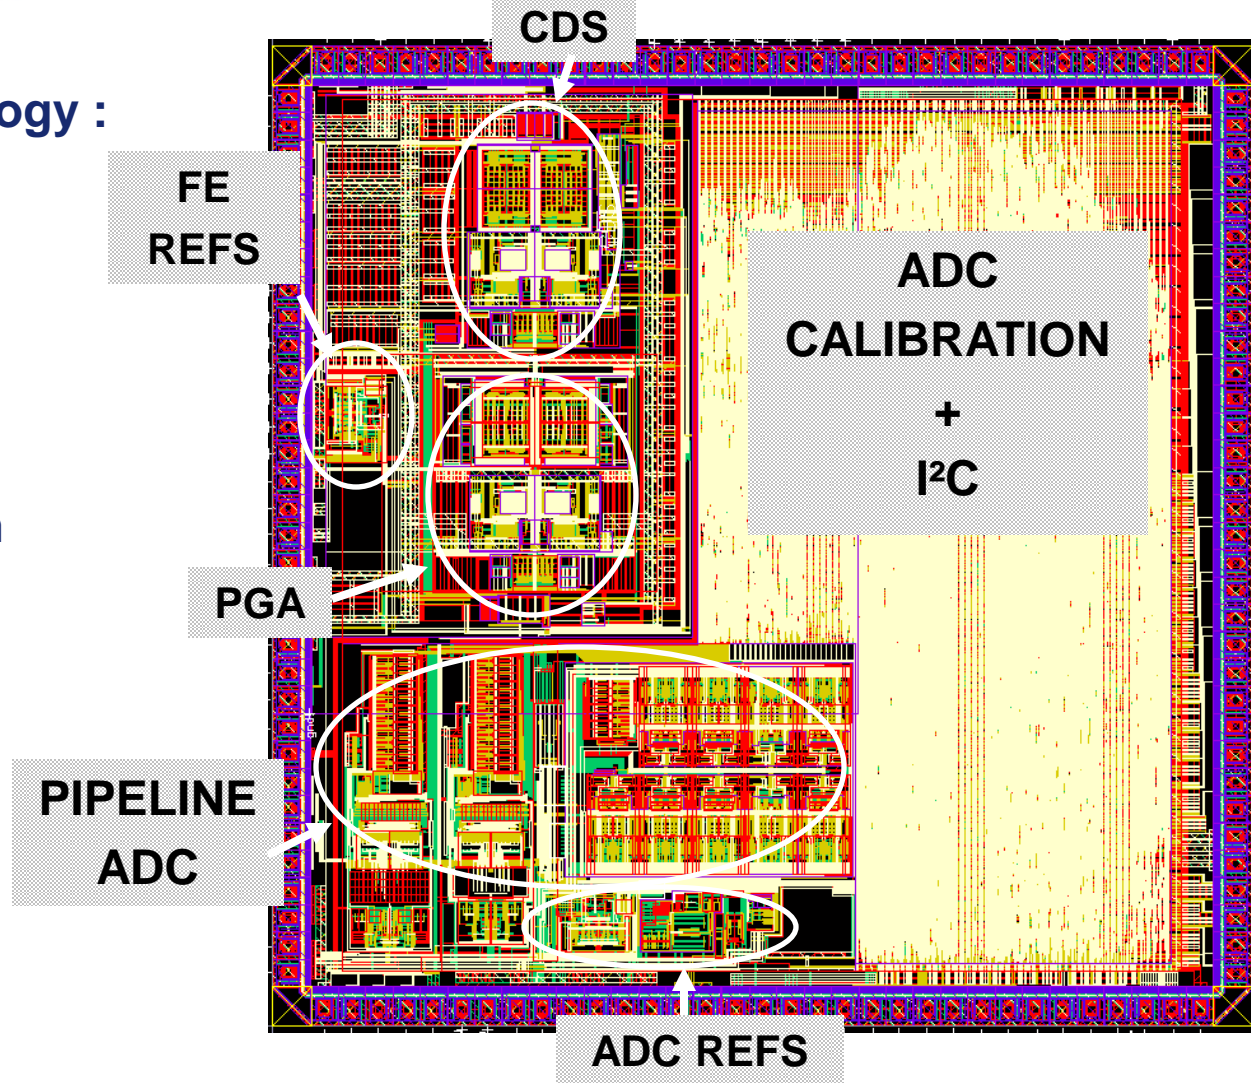 CDS
ogy :
FE
REFS
ADC
CALIBRATION
+
I²C
PGA
PIPELINE
ADC
ADC REFS